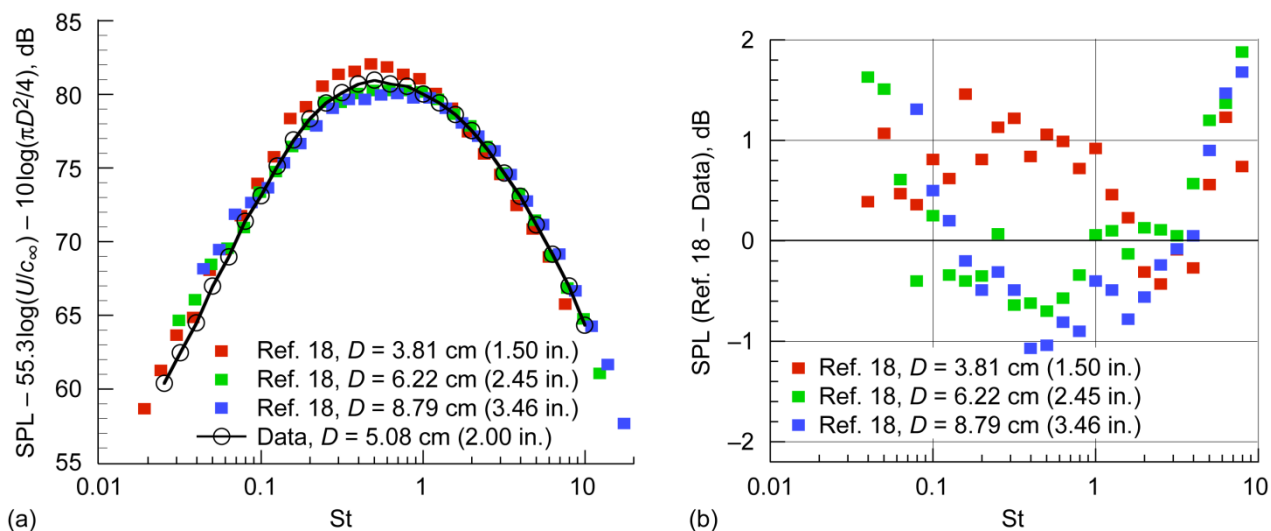 SPL – 55.3log(U/c∞) – 10log(πD²/4), dB
85
80
75
70
65
60
55
0.01
0.1
1
10
100
St
(a)
Ref. 18, D = 3.81 cm (1.50 in.)
Ref. 18, D = 6.22 cm (2.45 in.)
Ref. 18, D = 8.79 cm (3.46 in.)
Data, D = 5.08 cm (2.00 in.)
SPL (Ref. 18 – Data), dB
2
1
0
–1
–2
0.01
0.1
1
10
St
(b)
Ref. 18, D = 3.81 cm (1.50 in.)
Ref. 18, D = 6.22 cm (2.45 in.)
Ref. 18, D = 8.79 cm (3.46 in.)